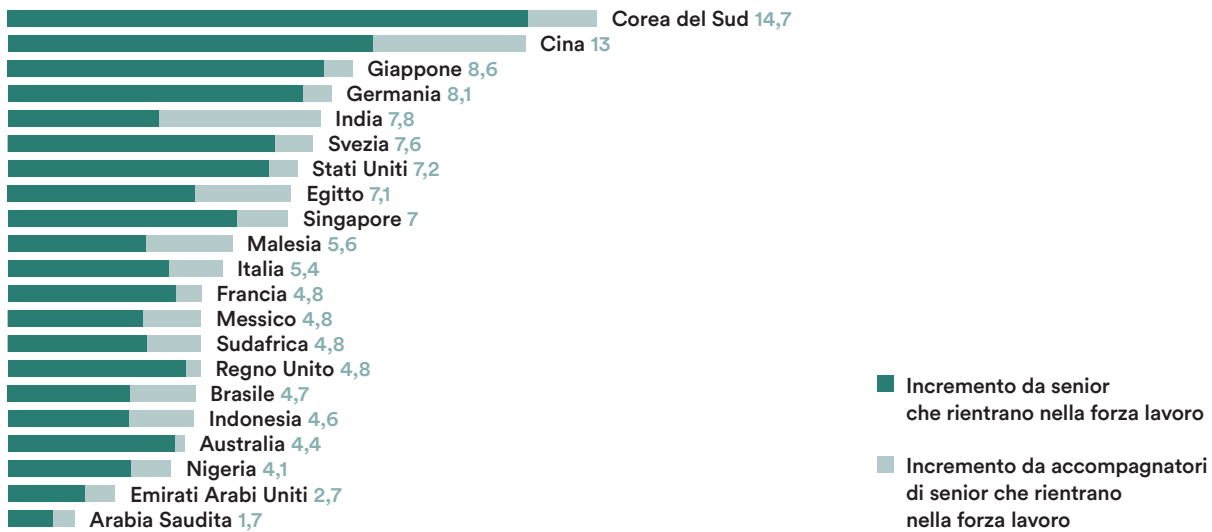 Corea del Sud 14,7
Cina 13
Giappone 8,6
Germania 8,1
India 7,8
Svezia 7,6
Stati Uniti 7,2
Egitto 7,1
Singapore 7
Malesia 5,6
Italia 5,4
Francia 4,8
Messico 4,8
Sudafrica 4,8
Regno Unito 4,8
Brasile 4,7
Indonesia 4,6
Australia 4,4
Nigeria 4,1
Emirati Arabi Uniti 2,7
Arabia Saudita 1,7
Incremento da senior
che rientrano nella forza lavoro
Incremento da accompagnatori
di senior che rientrano
nella forza lavoro